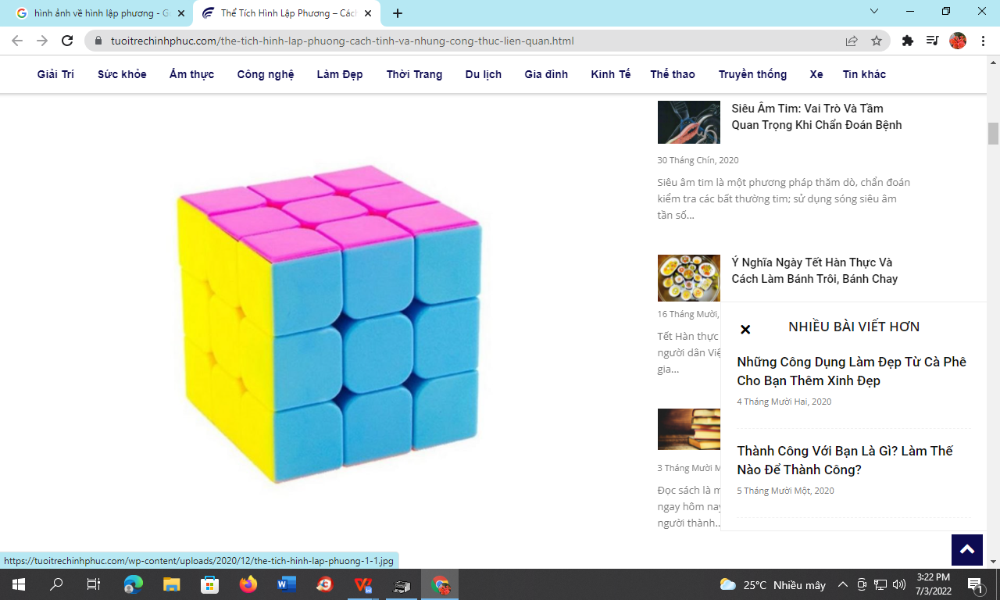 hình ảnh về hình lập phương - G
Thể Tích Hình Lập Phương – Các
tuoitrechinhphuc.com/the-tich-hinh-lap-phuong-cach-tinh-va-nhung-cong-thuc-lien-quan.html
Giải Trí Sức khỏe Ẩm thực Công nghệ Làm Đẹp Thời Trang Du lịch Gia đình Kinh Tế Thể thao Truyền thống Xe Tin khác
Siêu Âm Tim: Vai Trò Và Tầm
Quan Trọng Khi Chẩn Đoán Bệnh
30 Tháng Chín, 2020
Siêu âm tim là một phương pháp thăm dò, chẩn đoán
kiểm tra các bất thường tim; sử dụng sóng siêu âm
tần số...
Ý Nghĩa Ngày Tết Hàn Thực Và
Cách Làm Bánh Trôi, Bánh Chay
16 Tháng Mười,
Tết Hàn thực
người dân Việ
gia...
3 Tháng Mười M
Đọc sách là m
ngay hôm nay
người thành...
NHIỀU BÀI VIẾT HƠN
Những Công Dụng Làm Đẹp Từ Cà Phê
Cho Bạn Thêm Xinh Đẹp
4 Tháng Mười Hai, 2020
Thành Công Với Bạn Là Gì? Làm Thế
Nào Để Thành Công?
5 Tháng Mười Một, 2020
https://tuoitrechinhphuc.com/wp-content/uploads/2020/12/the-tich-hinh-lap-phuong-1-1.jpg
25°C Nhiều mây
3:22 PM
7/3/2022
1